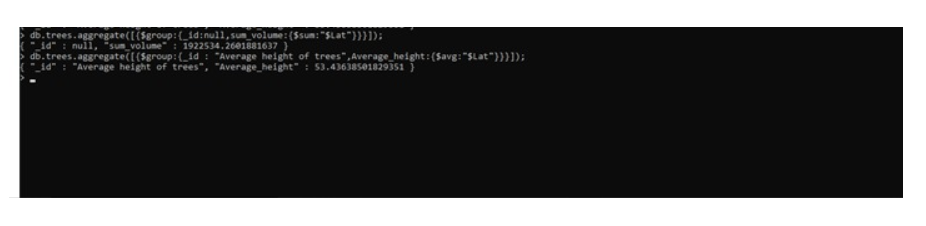 > db.trees.aggregate([{$group:{_id:null,sum_volume:{$sum:"$Lat"}}}]);
{ "_id" : null, "sum_volume" : 1922534.2601881637 }
> db.trees.aggregate([{$group:{_id : "Average height of trees",Average_height:{$avg:"$Lat"}}}]);
{ "_id" : "Average height of trees", "Average_height" : 53.43638501829351 }
>